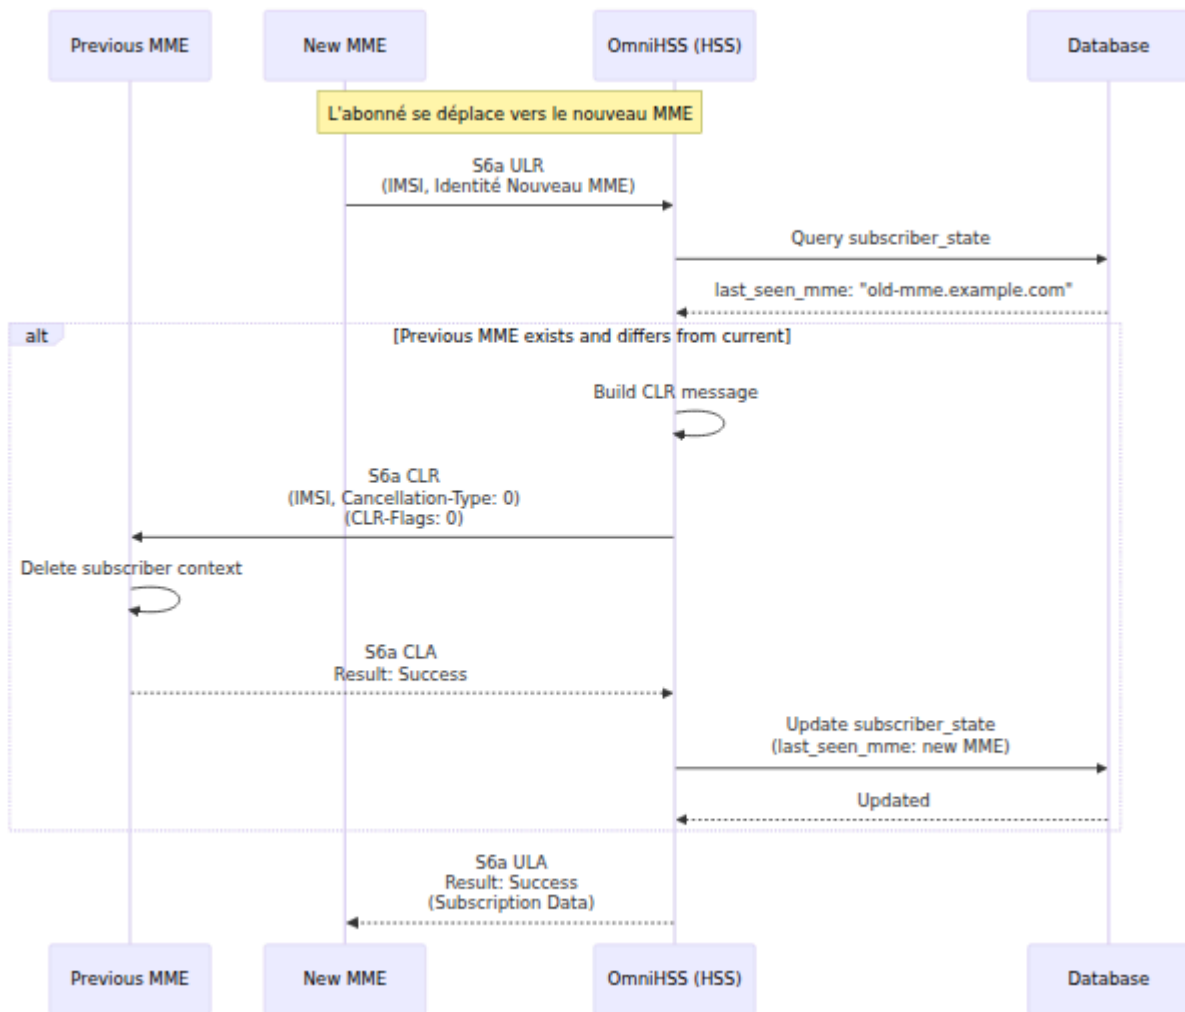 Previous MME
New MME
OmniHSS (HSS)
Database
L'abonné se déplace vers le nouveau MME
S6a ULR
(IMSI, Identité Nouveau MME)
Query subscriber_state
last_seen_mme: "old-mme.example.com"
alt
[Previous MME exists and differs from current]
Build CLR message
S6a CLR
(IMSI, Cancellation-Type: 0)
(CLR-Flags: 0)
Delete subscriber context
S6a CLA
Result: Success
Update subscriber_state
(last_seen_mme: new MME)
Updated
S6a ULA
Result: Success
(Subscription Data)
Previous MME
New MME
OmniHSS (HSS)
Database